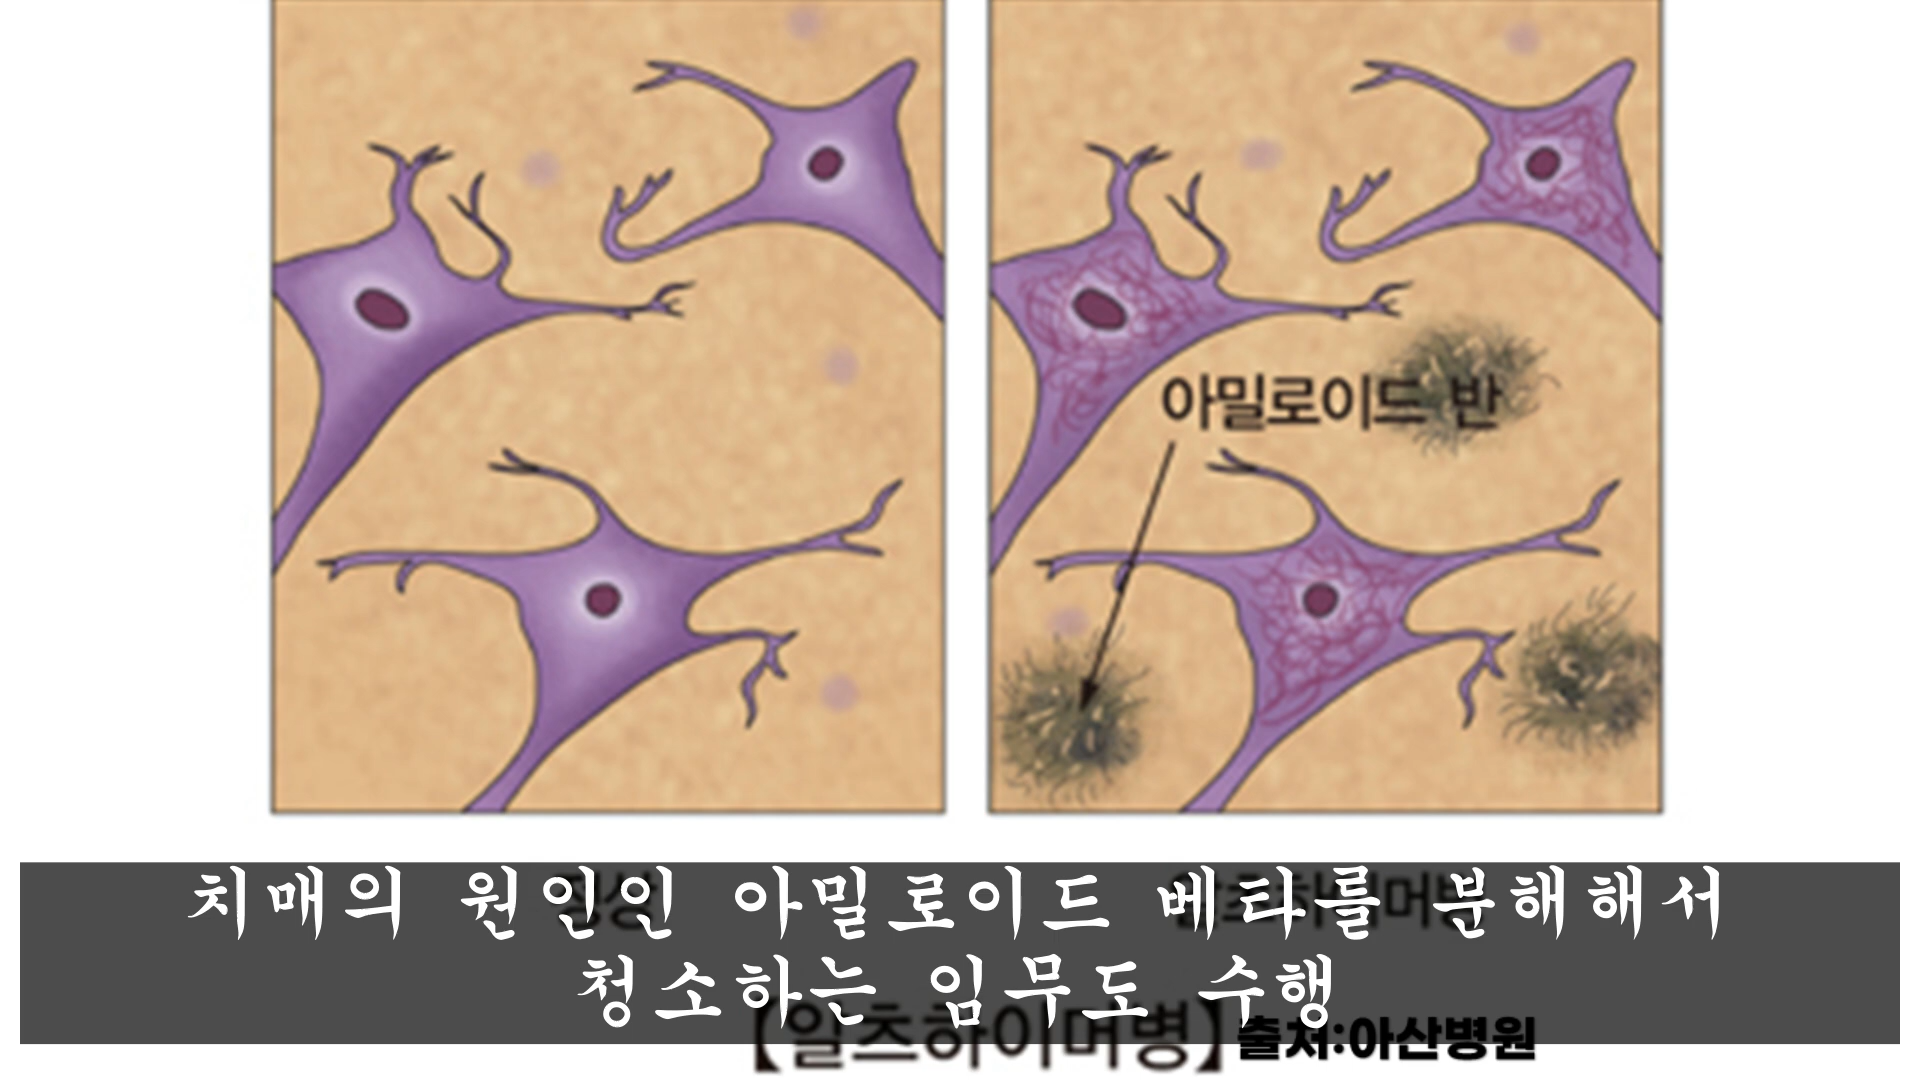 아밀로이드 반
치매의 원인인 아밀로이드 베타를 분해해서
청소하는 임무도 수행
【알츠하이머병】
출처:아산병원